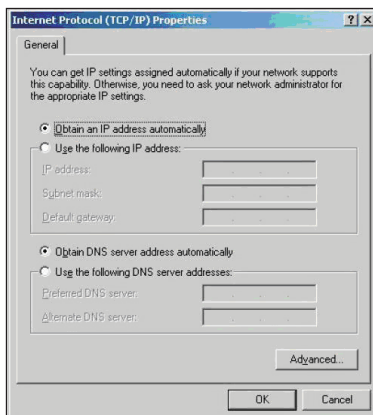 Internet Protocol (TCP/IP) Properties
General
You can get IP settings assigned automatically if your network supports
this capability. Otherwise, you need to ask your network administrator for
the appropriate IP settings.
Obtain an IP address automatically
Use the following IP address:
IP address:
Subnet mask:
Default gateway:
Obtain DNS server address automatically
Use the following DNS server addresses:
Preferred DNS server:
Alternate DNS server:
Advanced...
OK Cancel